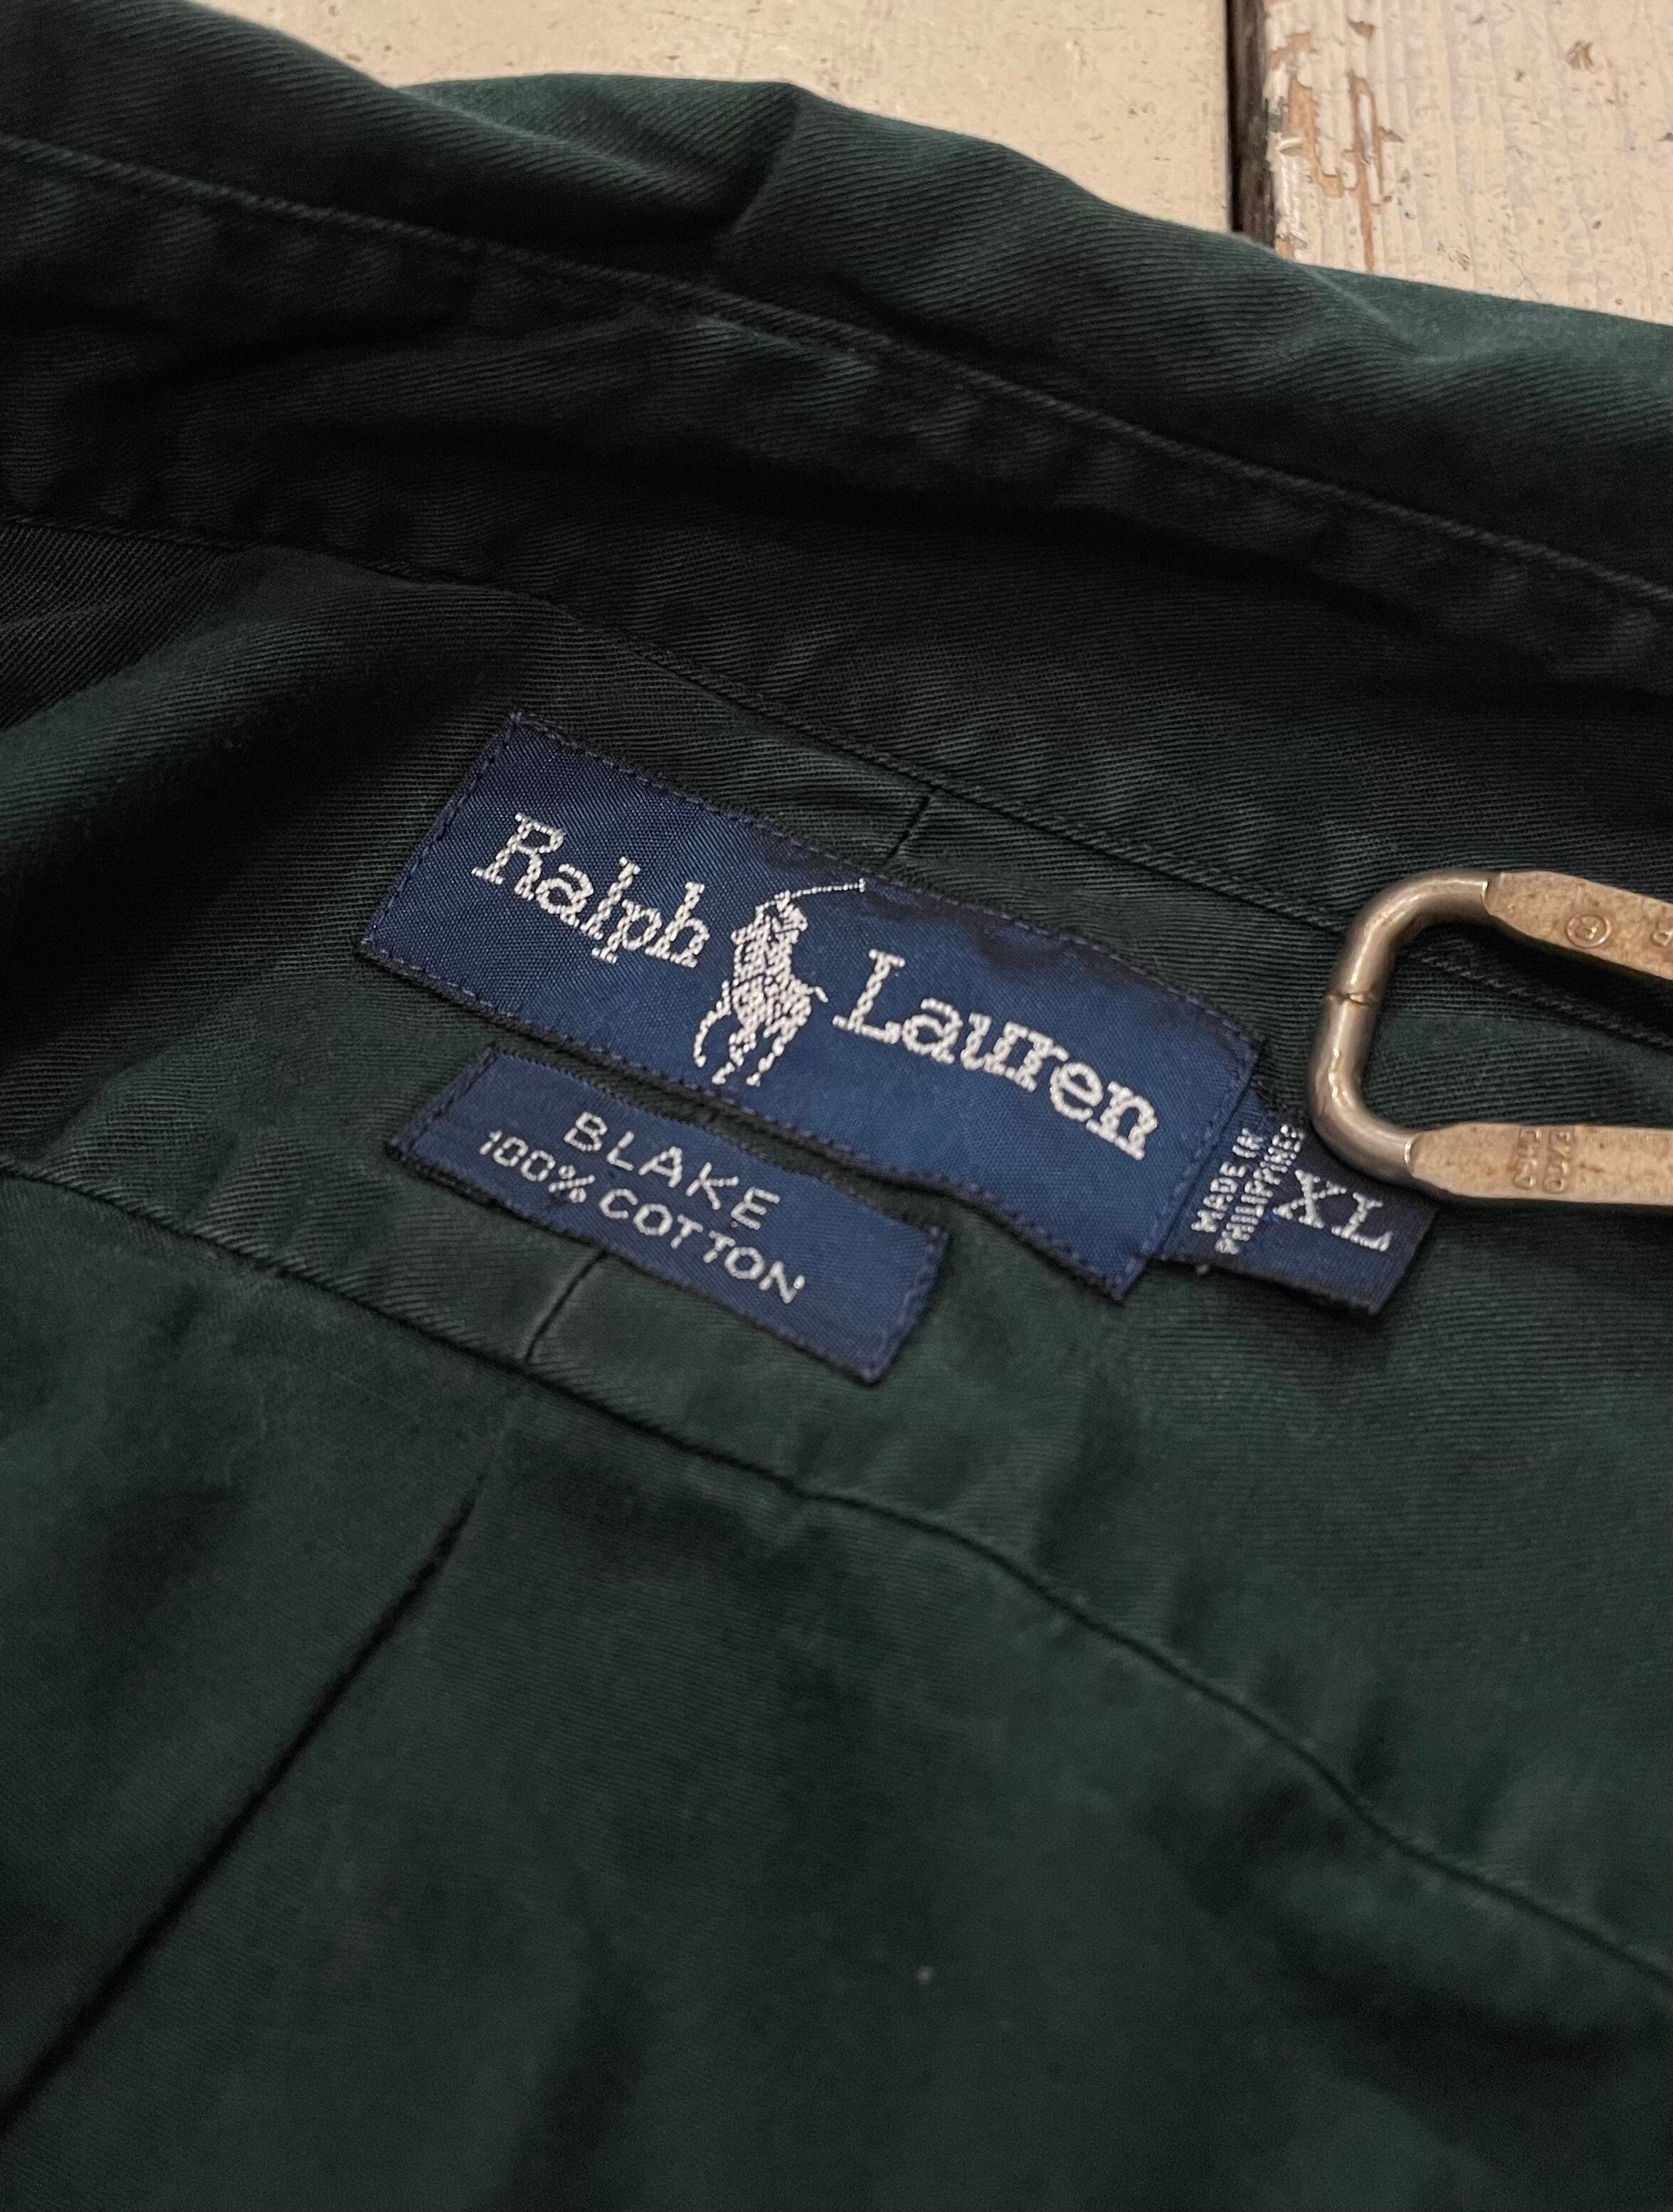 Ralph Lauren
BLAKE
100% COTTON
MADE IN
PHILIPPINES
XL